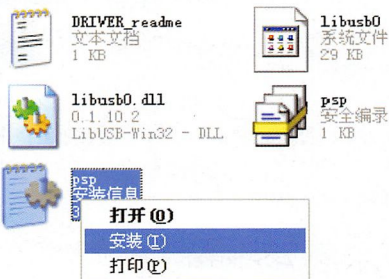 DRIVER_readme
文本文档
1 KB
libusb0
系统文件
29 KB
libusb0.dll
0.1.10.2
LibUSB-Win32 - DLL
psp
安全编录
1 KB
psp
安装信息
3
打开(O)
安装(I)
打印(P)